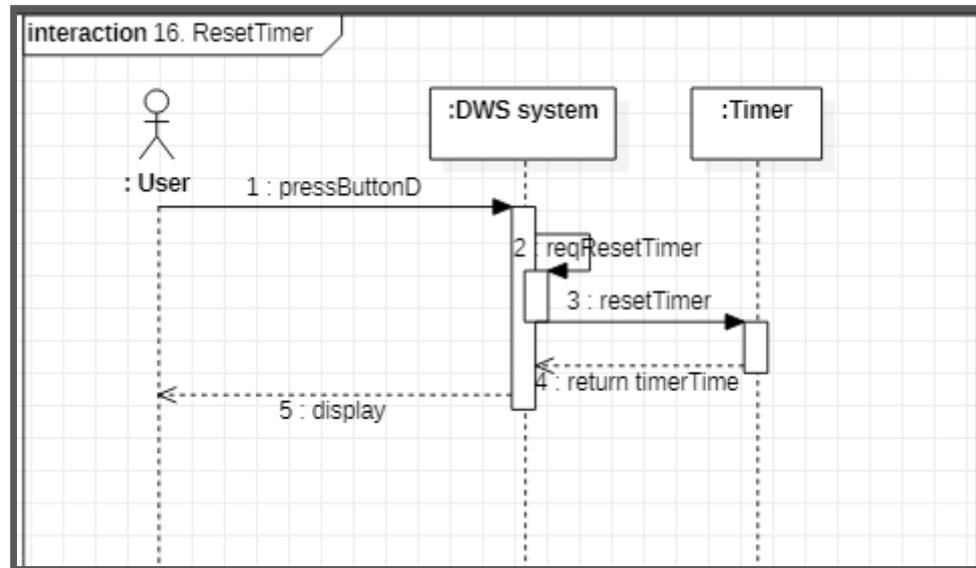 interaction 16. ResetTimer
:DWS system
:Timer
: User
1 : pressButtonD
2 : reqResetTimer
3 : resetTimer
4 : return timerTime
5 : display